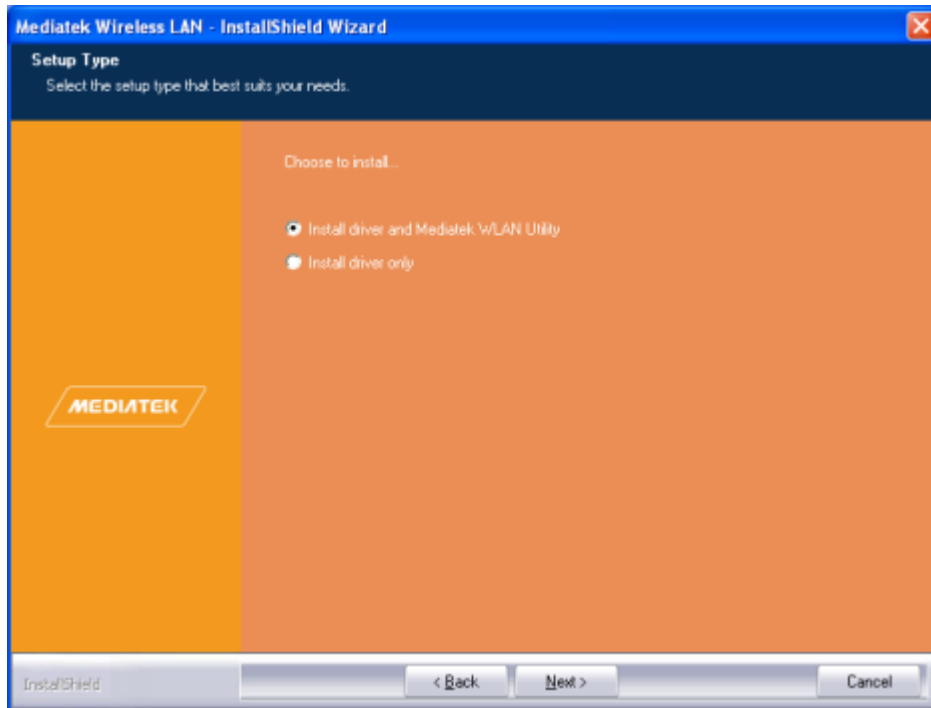 Mediatek Wireless LAN - InstallShield Wizard
Setup Type
Select the setup type that best suits your needs.
Choose to install...
Install driver and Mediatek WLAN Utility
Install driver only
MEDIATEK
InstallShield
< Back
Next >
Cancel